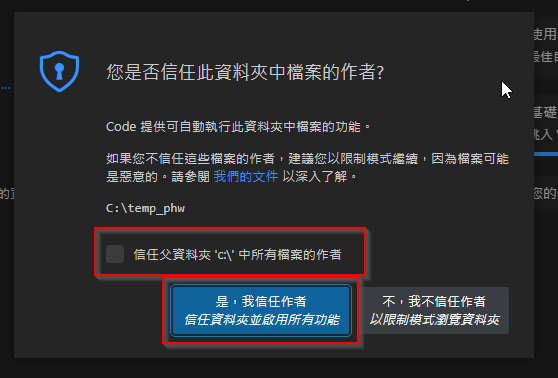 使用
您是否信任此資料夾中檔案的作者?
最佳
...
Code 提供可自動執行此資料夾中檔案的功能。
基礎
跳入
如果您不信任這些檔案的作者，建議您以限制模式繼續，因為檔案可能
是惡意的。請參閱 我們的文件 以深入了解。
的
您的
C:\temp_phw
信任父資料夾 'c:\' 中所有檔案的作者
是，我信任作者
信任資料夾並啟用所有功能
不，我不信任作者
以限制模式瀏覽資料夾